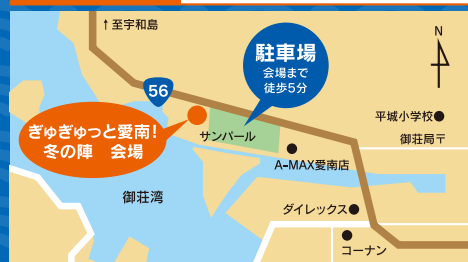 ↑至宇和島
N
駐車場
会場まで
徒歩5分
56
平城小学校
御荘局〒
ぎゅぎゅっと愛南!
冬の陣 会場
サンパール
A-MAX愛南店
御荘湾
ダイレックス
コーナン